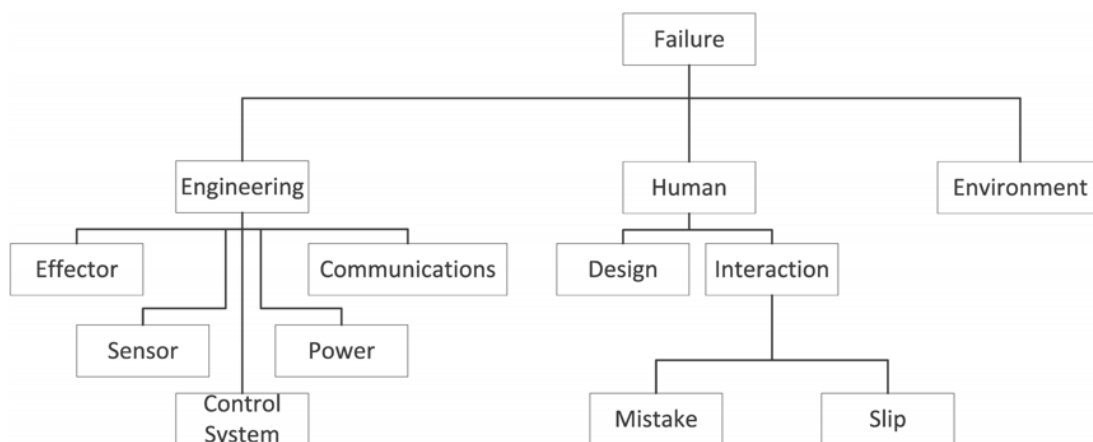 Failure
Engineering
Human
Environment
Effector
Communications
Design
Interaction
Sensor
Power
Control
System
Mistake
Slip